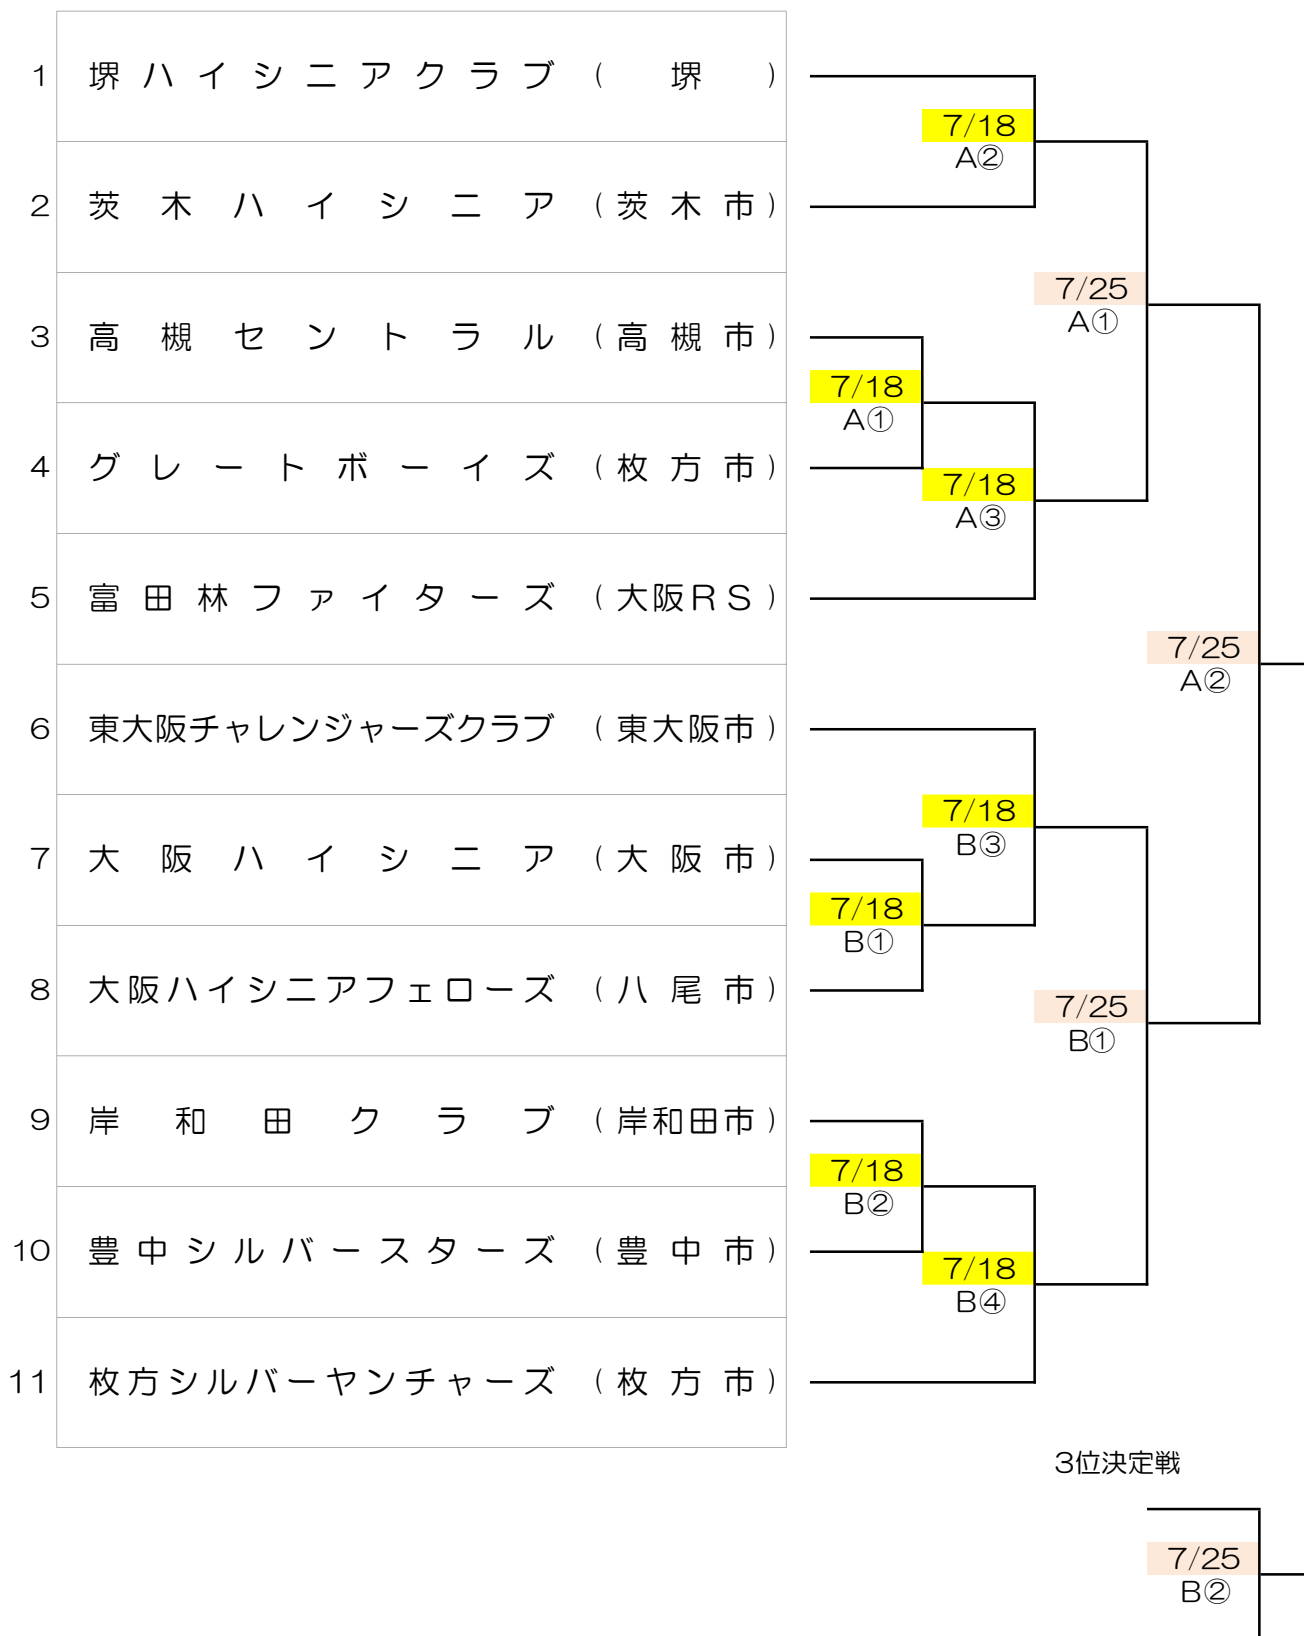 1 堺ハイシニアクラブ（堺）
7/18
A②
2 茨木ハイシニア（茨木市）
7/25
A①
3 高槻セントラル（高槻市）
7/18
A①
4 グレートボーイズ（枚方市）
7/18
A③
5 富田林ファイターズ（大阪RS）
7/25
A②
6 東大阪チャレンジャーズクラブ（東大阪市）
7/18
B③
7 大阪ハイシニア（大阪市）
7/18
B①
8 大阪ハイシニアフェローズ（八尾市）
7/25
B①
9 岸和田クラブ（岸和田市）
7/18
B②
10 豊中シルバースターズ（豊中市）
7/18
B④
11 枚方シルバーヤンチャーズ（枚方市）
3位決定戦
7/25
B②